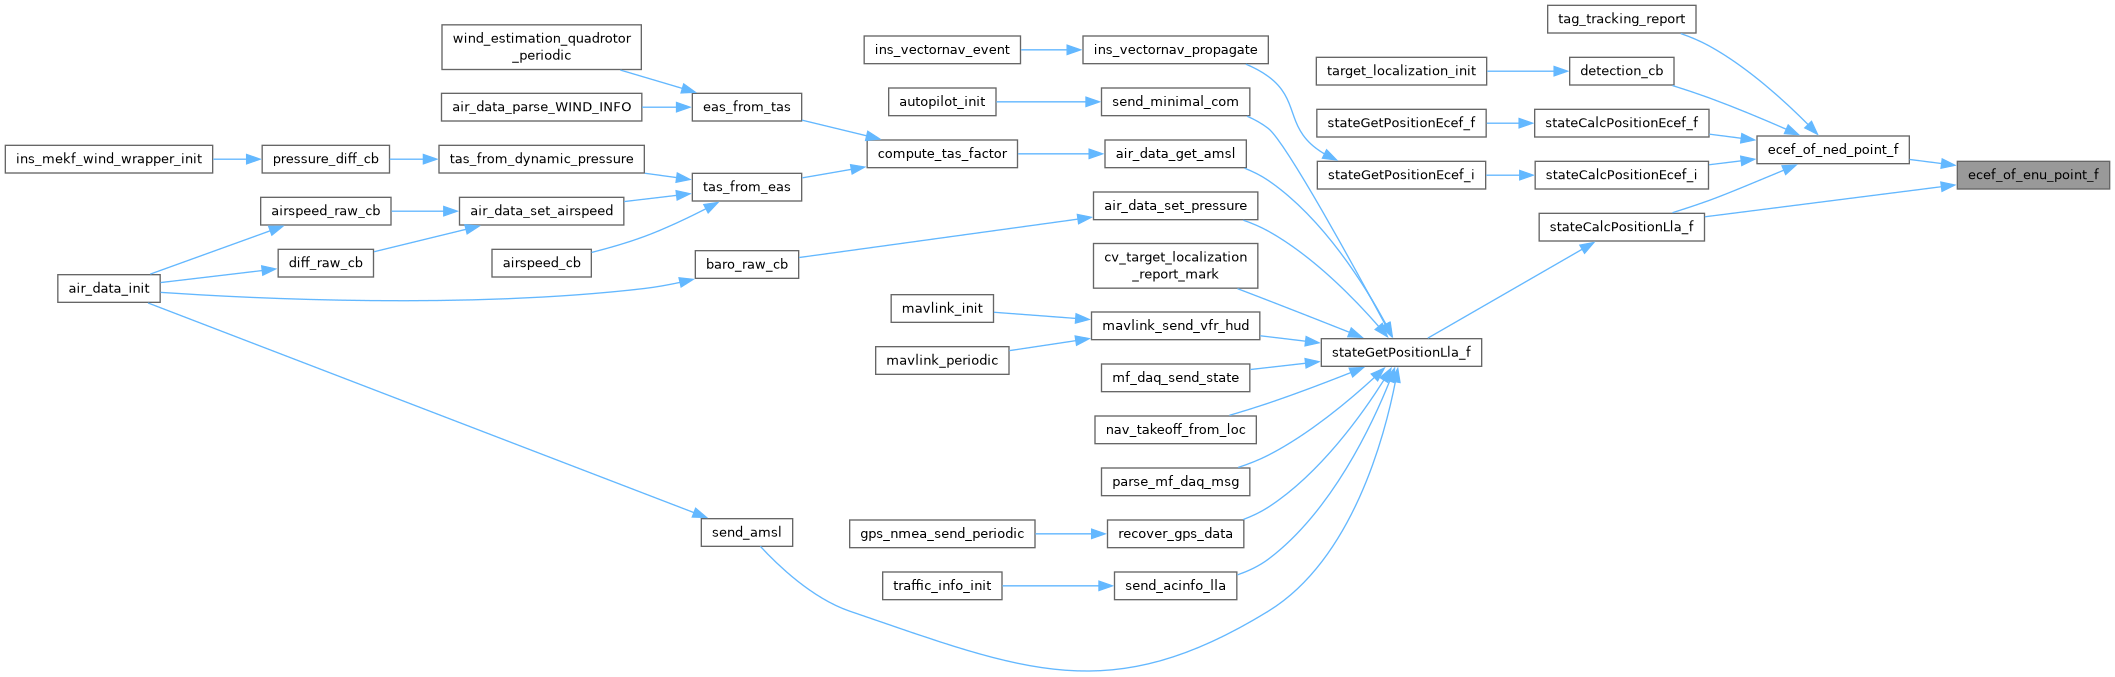 tag_tracking_report
wind_estimation_quadrotor
_periodic
ins_vectornav_event
ins_vectornav_propagate
target_localization_init
detection_cb
air_data_parse_WIND_INFO
eas_from_tas
autopilot_init
send_minimal_com
stateGetPositionEcef_f
stateCalcPositionEcef_f
ins_mekf_wind_wrapper_init
pressure_diff_cb
tas_from_dynamic_pressure
compute_tas_factor
air_data_get_amsl
ecef_of_ned_point_f
stateGetPositionEcef_i
stateCalcPositionEcef_i
ecef_of_enu_point_f
tas_from_eas
airspeed_raw_cb
air_data_set_airspeed
air_data_set_pressure
stateCalcPositionLla_f
diff_raw_cb
airspeed_cb
baro_raw_cb
cv_target_localization
_report_mark
air_data_init
mavlink_init
mavlink_send_vfr_hud
mavlink_periodic
stateGetPositionLla_f
mf_daq_send_state
nav_takeoff_from_loc
parse_mf_daq_msg
send_amsl
gps_nmea_send_periodic
recover_gps_data
traffic_info_init
send_acinfo_lla